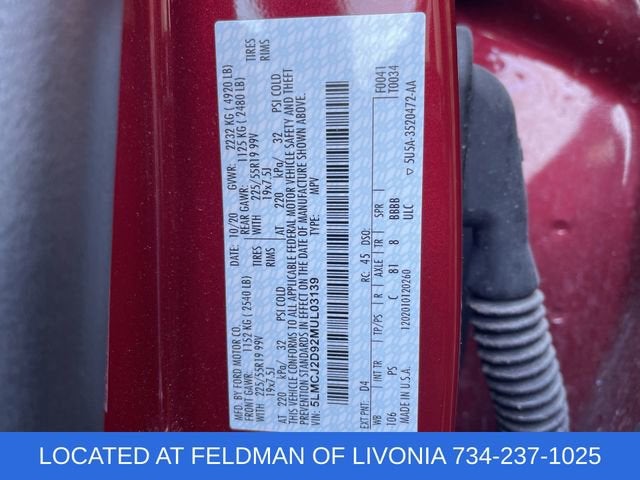 MFD. BY FORD MOTOR CO.
DATE: 10/20 GVWR: 2232 KG ( 4920 LB)
FRONT GAWR: 1152 KG ( 2540 LB) REAR GAWR: 1125 KG ( 2480 LB)
WITH 225/55R19 99V TIRES WITH 225/55R19 99V TIRES
19x7.5J RIMS 19x7.5J RIMS
AT 220 kPa/ 32 PSI COLD AT 220 kPa/ 32 PSI COLD
THIS VEHICLE CONFORMS TO ALL APPLICABLE FEDERAL MOTOR VEHICLE SAFETY AND THEFT
PREVENTION STANDARDS IN EFFECT ON THE DATE OF MANUFACTURE SHOWN ABOVE.
VIN: 5LMCJ2D92MUL03139 TYPE: MPV
F0041
T0034
EXT PNT: D4 RC: 45 DSO:
WB INT TR TP/PS R AXLE TR SPR
106 PS C 81 8 BBBB
MADE IN U.S.A. 120201012026O ULC
5U5A-3520472-AA
LOCATED AT FELDMAN OF LIVONIA 734-237-1025